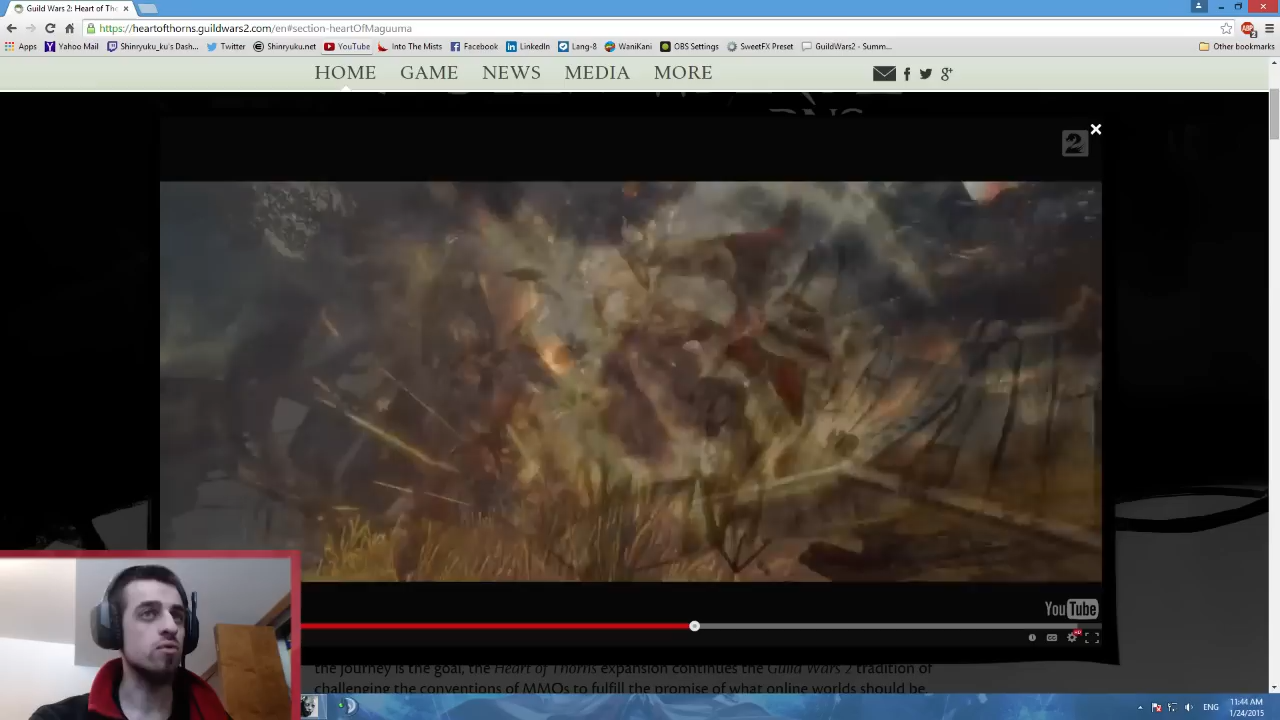 Guild Wars 2: Heart of Tho
https://heartofthorns.guildwars2.com/en#section-heartOfMaguuma
Apps Yahoo Mail Shinryuku_ku's Dash... Twitter Shinryuku.net YouTube Into The Mists Facebook LinkedIn Lang-8 WaniKani OBS Settings SweetFX Preset GuildWars2 - Summ... Other bookmarks
HOME GAME NEWS MEDIA MORE
2
YouTube
the journey is the goal, the Heart of Thorns expansion continues the Guild Wars 2 tradition of
challenging the conventions of MMOs to fulfill the promise of what online worlds should be.
ENG
11:44 AM
1/24/2015